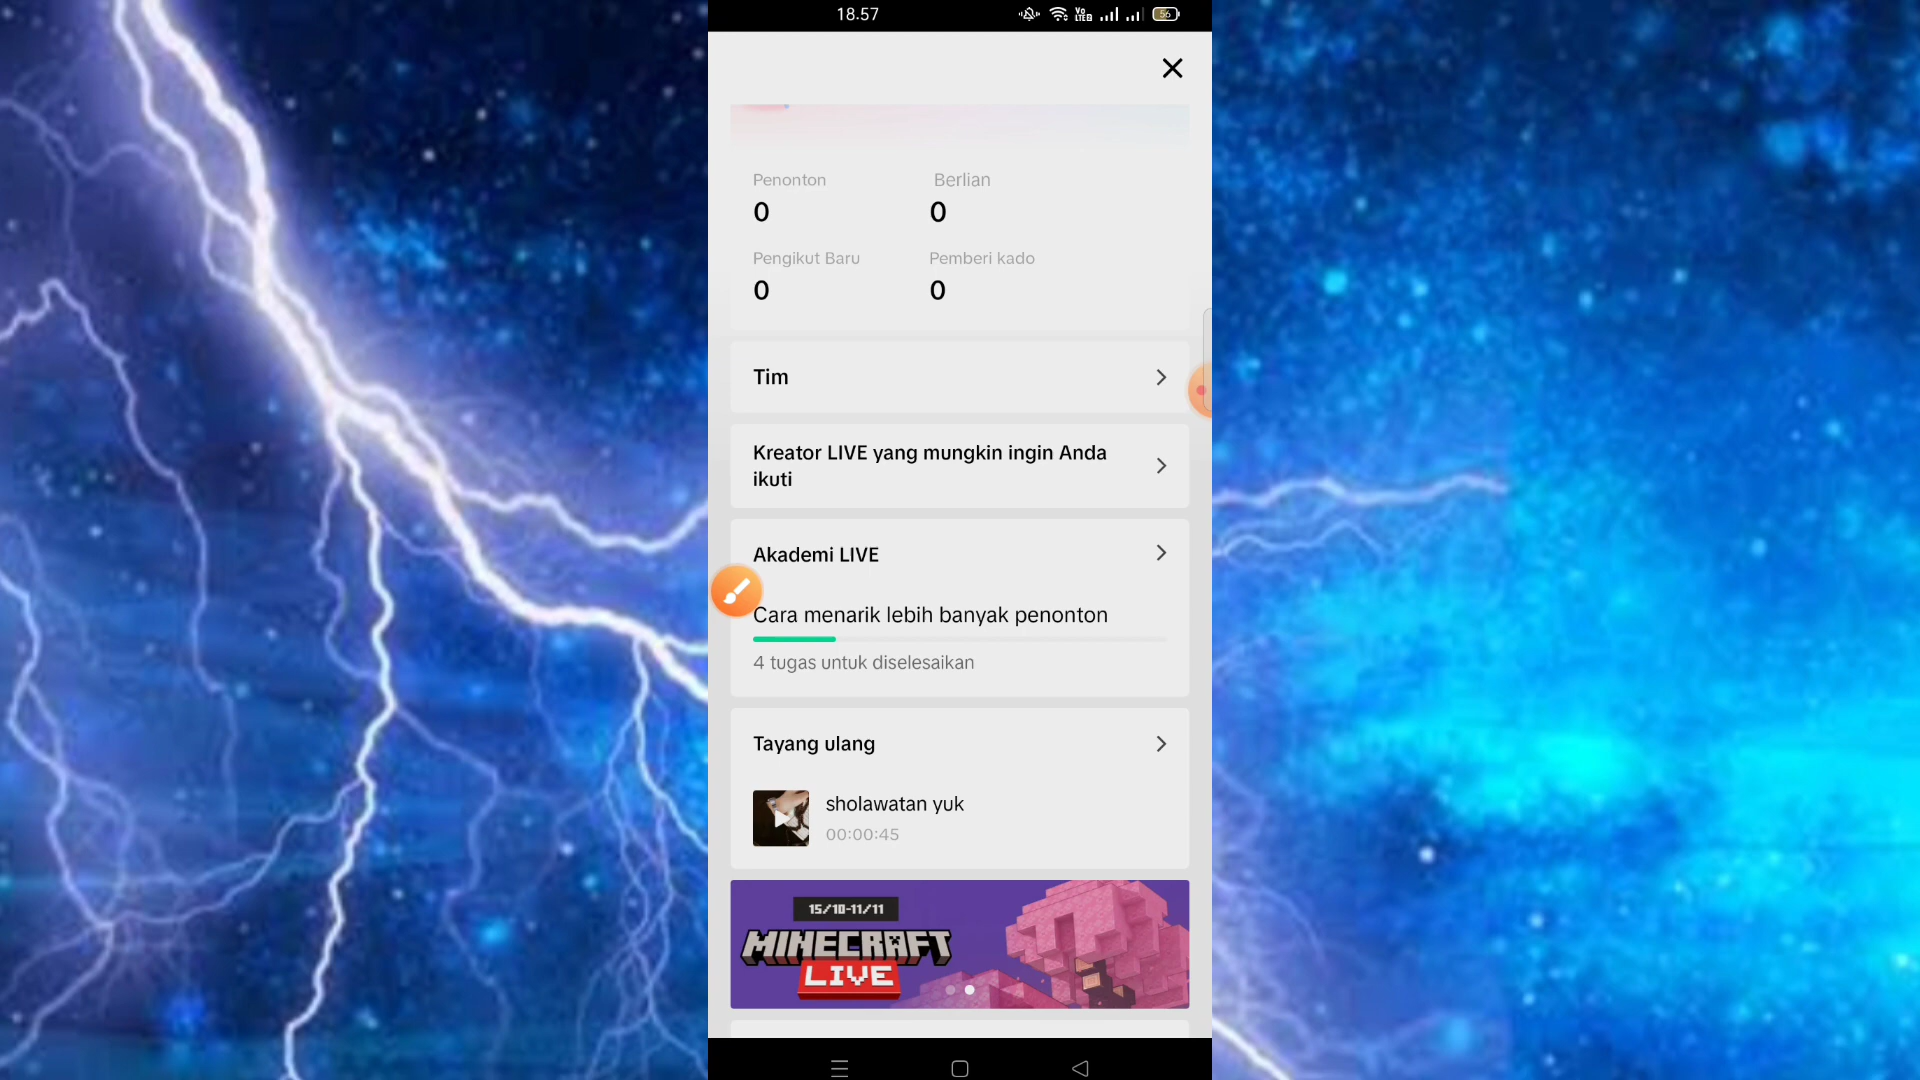 18.57
VoLTE2
56
Penonton
Berlian
0
0
Pengikut Baru
Pemberi kado
0
0
Tim
Kreator LIVE yang mungkin ingin Anda
ikuti
Akademi LIVE
Cara menarik lebih banyak penonton
4 tugas untuk diselesaikan
Tayang ulang
sholawatan yuk
00:00:45
15/10-11/11
MINECRAFT
LIVE